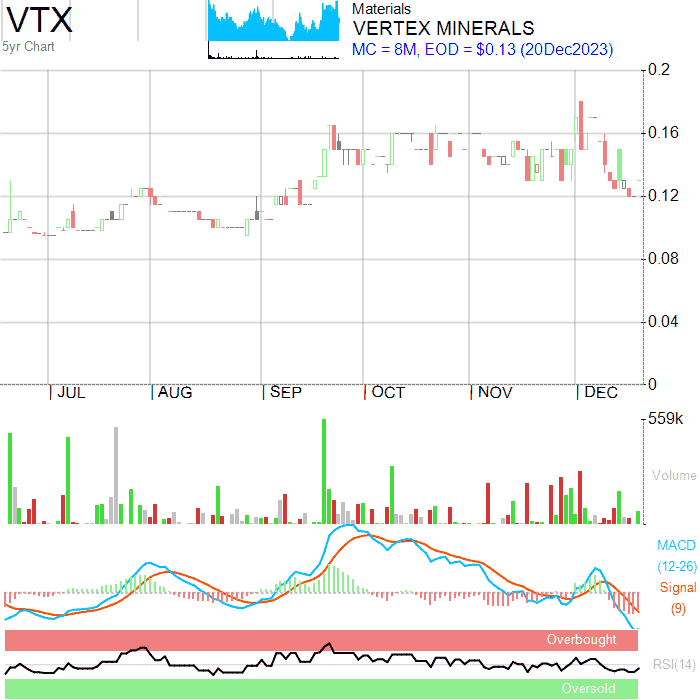 VTX
5yr Chart
Materials
VERTEX MINERALS
MC = 8M, EOD = $0.13 (20Dec2023)
0.2
0.16
0.12
0.08
0.04
0
JUL AUG SEP OCT NOV DEC
559k
Volume
MACD
(12-26)
Signal
(9)
Overbought
RSI(14)
Oversold